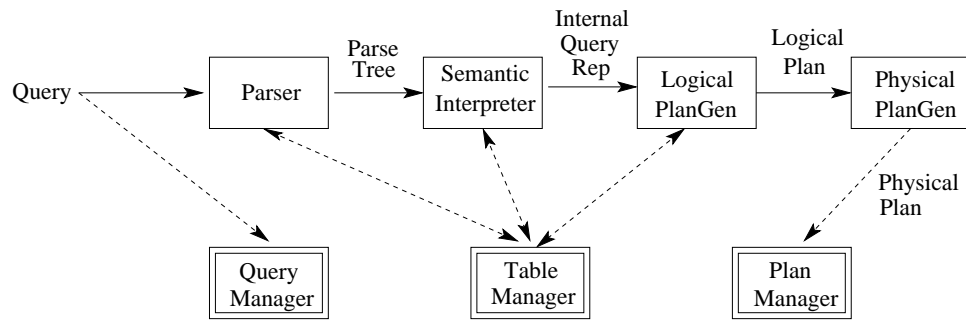 Query
Parser
Parse
Tree
Semantic
Interpreter
Internal
Query
Rep
Logical
PlanGen
Logical
Plan
Physical
PlanGen
Physical
Plan
Query
Manager
Table
Manager
Plan
Manager